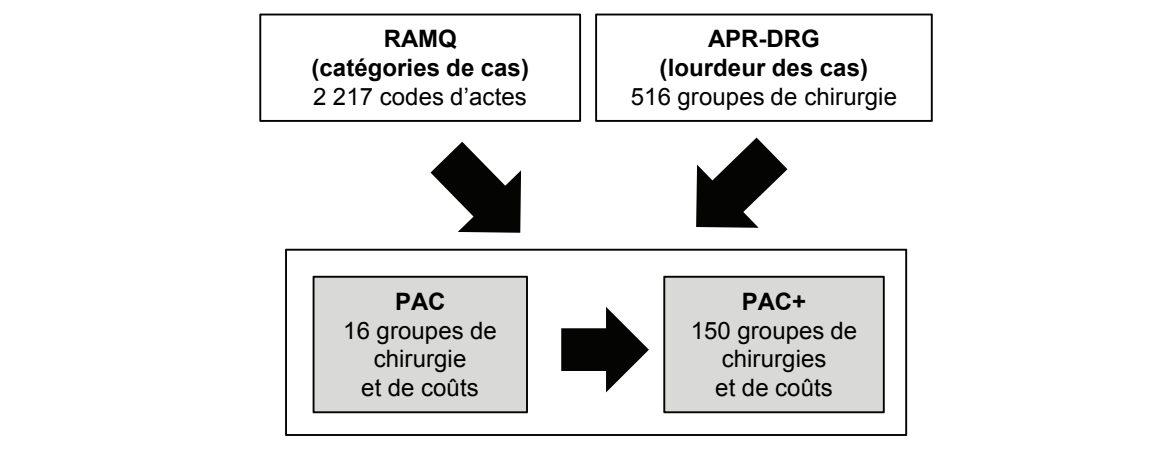 RAMQ
(catégories de cas)
2 217 codes d'actes
APR-DRG
(lourdeur des cas)
516 groupes de chirurgie
PAC
16 groupes de
chirurgie
et de coûts
PAC+
150 groupes de
chirurgies
et de coûts